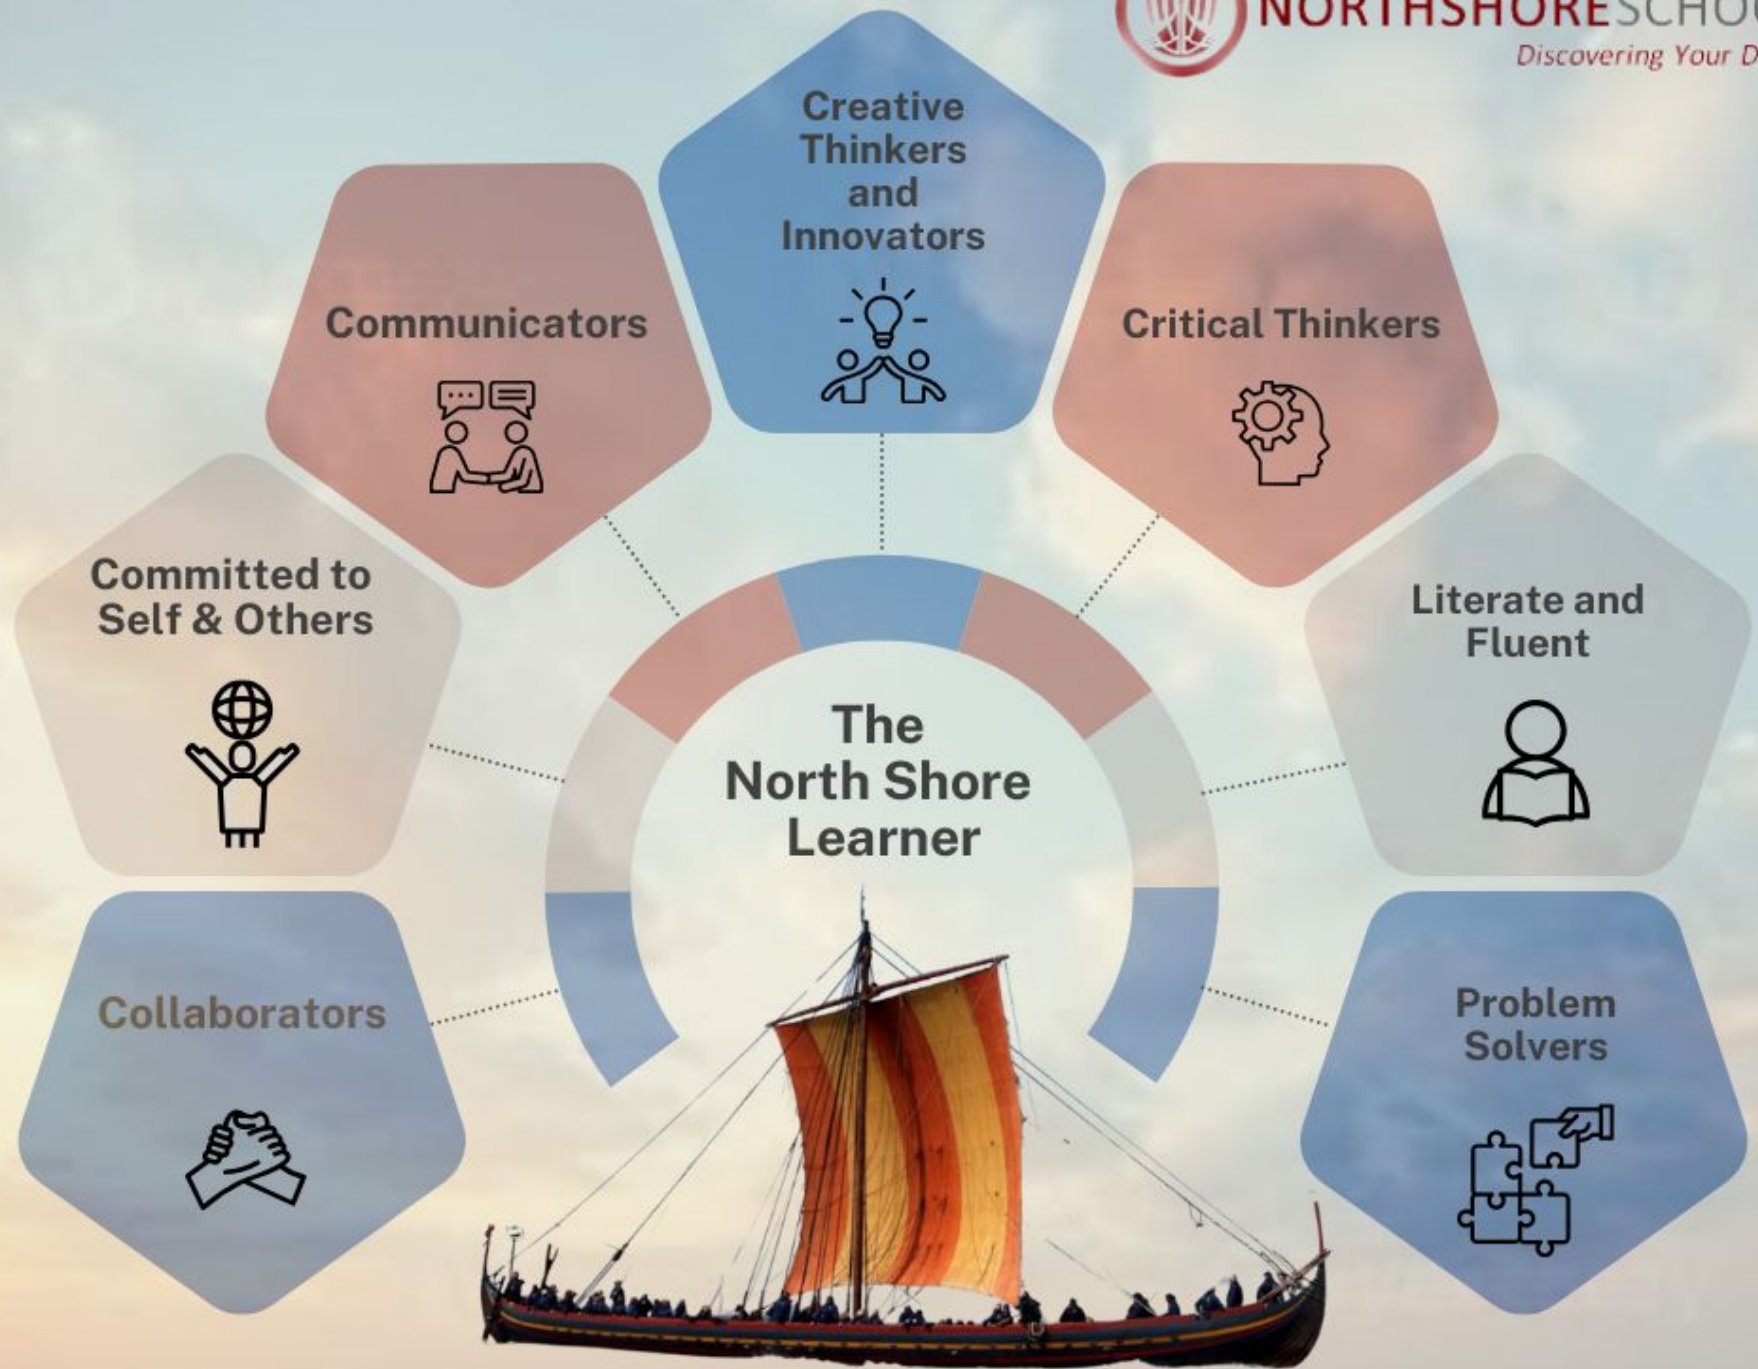 NORTHSHORE
Discovering Your
Creative
Thinkers
and
Innovators
Communicators
Critical Thinkers
Committed to
Self & Others
Literate and
Fluent
The
North Shore
Learner
Collaborators
Problem
Solvers